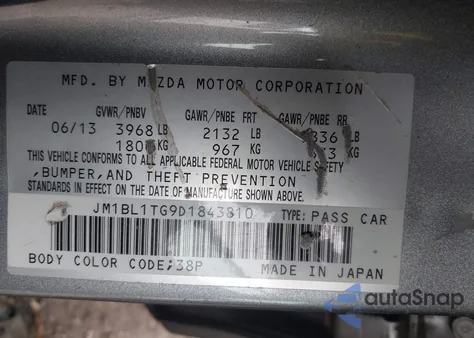 MFD. BY MAZDA MOTOR CORPORATION
DATE GVWR/PNBV GAWR/PNBE FRT GAWR/PNBE RR
06/13 3968 LB 2132 LB LB
KG 967 KG KG
THIS VEHICLE CONFORMS TO ALL APPLICABLE FEDERAL MOTOR VEHICLE SAFETY
,BUMPER,AND THEFT PREVENTION
STANDARDS IN EFFECT ON THE DATE OF MANUFACTURE SHOWN ABOVE.
JM1BL1TG9D1843810 TYPE: PASS CAR
BODY COLOR CODE;38P MADE IN JAPAN
autoSnap